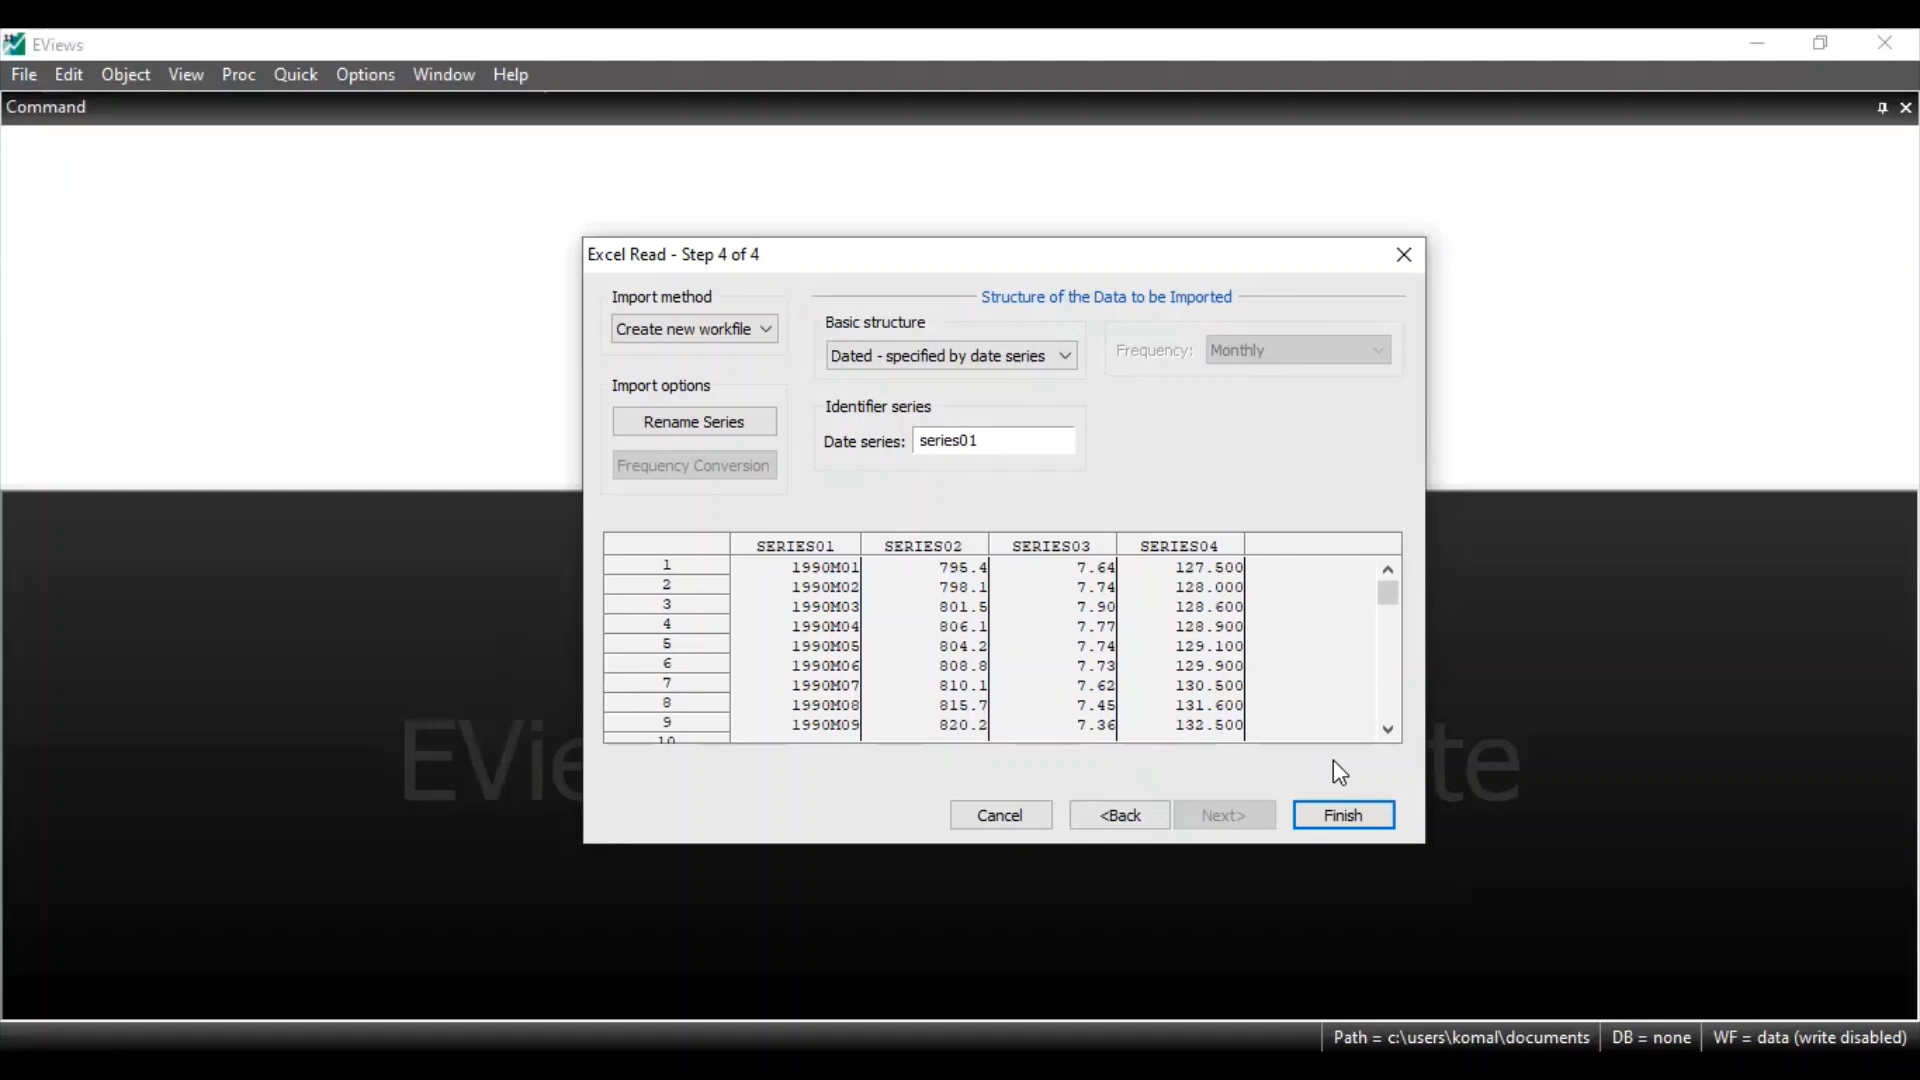 EViews
File Edit Object View Proc Quick Options Window Help
Command
Excel Read - Step 4 of 4
Import method
Create new workfile
Import options
Rename Series
Frequency Conversion
Structure of the Data to be Imported
Basic structure
Dated - specified by date series
Frequency: Monthly
Identifier series
Date series: series01
SERIES01 SERIES02 SERIES03 SERIES04
1 1990M01 795.4 7.64 127.500
2 1990M02 798.1 7.74 128.000
3 1990M03 801.5 7.90 128.600
4 1990M04 806.1 7.77 128.900
5 1990M05 804.2 7.74 129.100
6 1990M06 808.8 7.73 129.900
7 1990M07 810.1 7.62 130.500
8 1990M08 815.7 7.45 131.600
9 1990M09 820.2 7.36 132.500
10
Cancel <Back Next> Finish
Path = c:\users\komal\documents DB = none WF = data (write disabled)